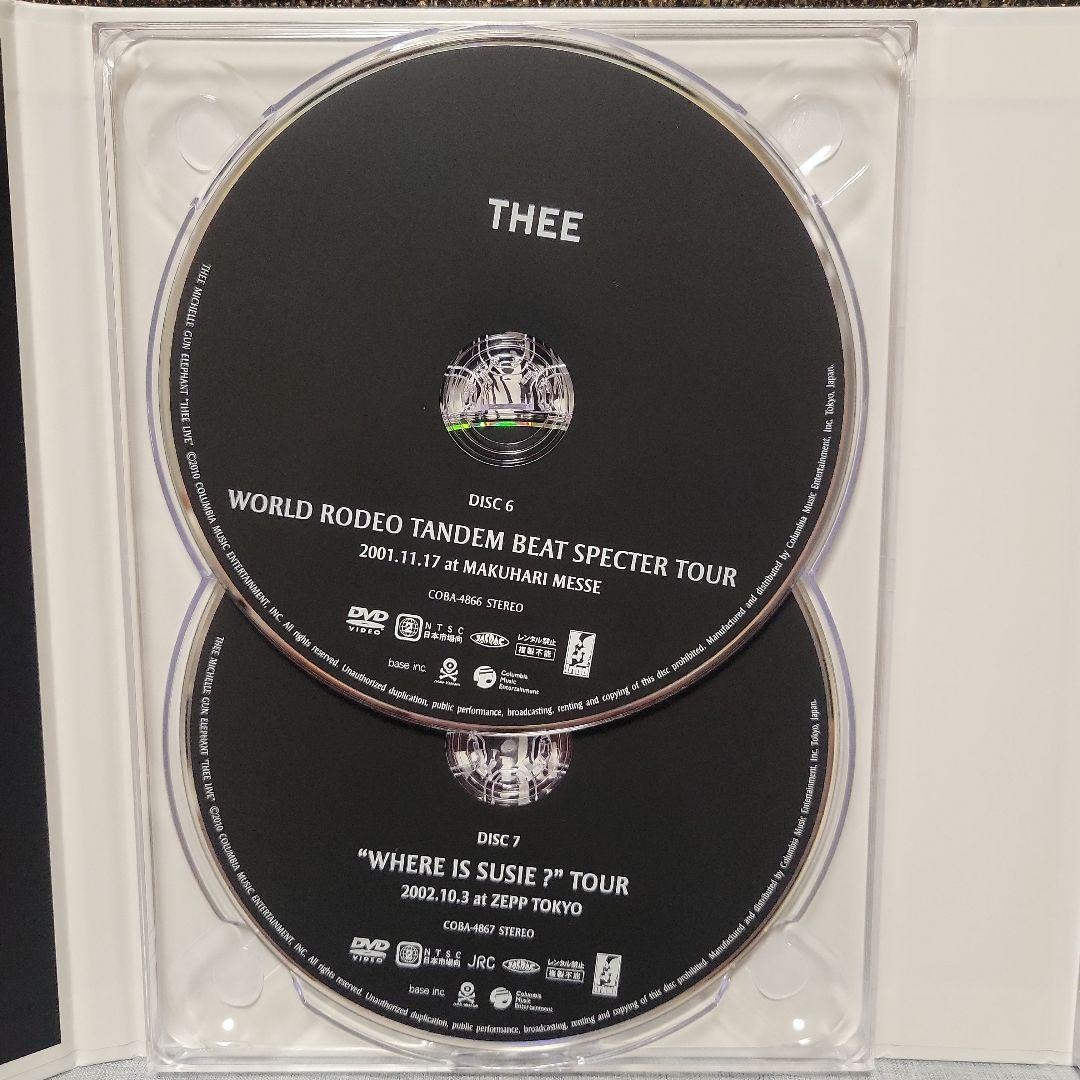 THEE
DISC 6
WORLD RODEO TANDEM BEAT SPECTER TOUR
2001.11.17 at MAKUHARI MESSE
COBA-4866 STEREO
DVD VIDEO
2
NTSC
日本市場向
レンタル禁止
複製不能
base inc.
Columbia
Music
Entertainment
THEE MICHELLE GUN ELEPHANT "THEE LIVE" ©2010 COLUMBIA MUSIC ENTERTAINMENT, INC. All rights reserved. Unauthorized duplication, public performance, broadcasting, renting and copying of this disc prohibited. Manufactured and distributed by Columbia Music Entertainment, Inc. Tokyo, Japan.
DISC 7
“WHERE IS SUSIE ?” TOUR
2002.10.3 at ZEPP TOKYO
COBA-4867 STEREO
DVD VIDEO
2
NTSC
日本市場向
JRC
レンタル禁止
複製不能
base inc.
Columbia
Music
Entertainment
THEE MICHELLE GUN ELEPHANT "THEE LIVE" ©2010 COLUMBIA MUSIC ENTERTAINMENT, INC. All rights reserved. Unauthorized duplication, public performance, broadcasting, renting and copying of this disc prohibited. Manufactured and distributed by Columbia Music Entertainment, Inc. Tokyo, Japan.